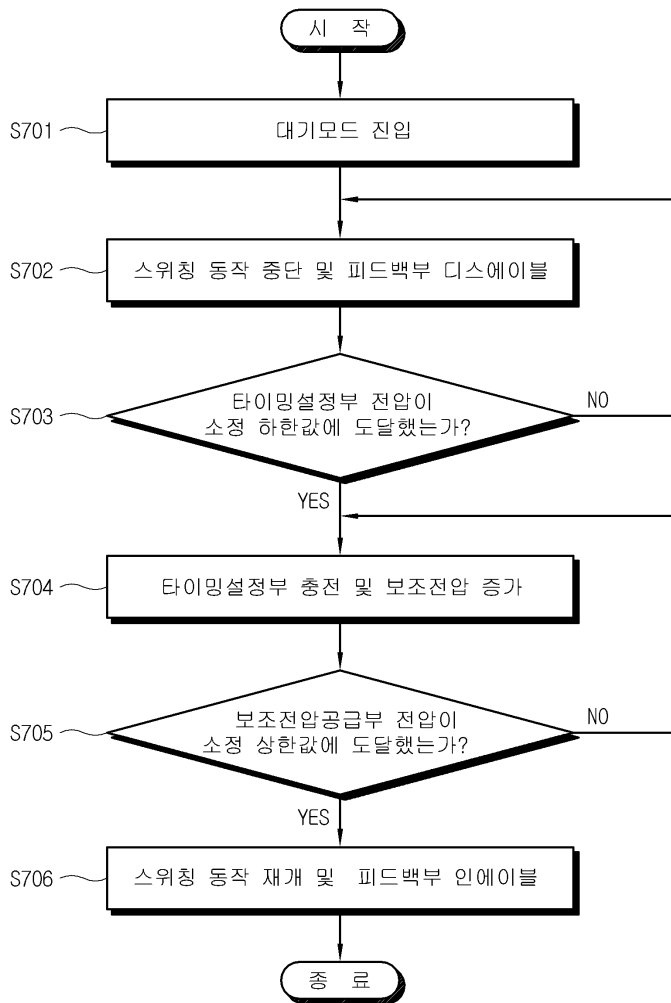 시 작
S701
대기모드 진입
S702
스위칭 동작 중단 및 피드백부 디스에이블
S703
타이밍설정부 전압이
소정 하한값에 도달했는가?
NO
YES
S704
타이밍설정부 충전 및 보조전압 증가
S705
보조전압공급부 전압이
소정 상한값에 도달했는가?
NO
YES
S706
스위칭 동작 재개 및 피드백부 인에이블
종 료